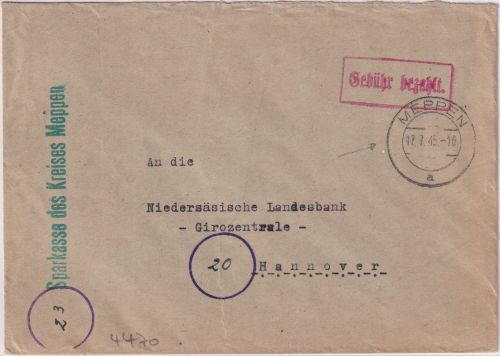 Sparkasse des Kreises Meppen
Gebühr bezahlt.
MEPPEN
17.7.45.-10
a
An die
Niedersäsische Landesbank
- Girozentrale -
20
Hannover
23
4470.